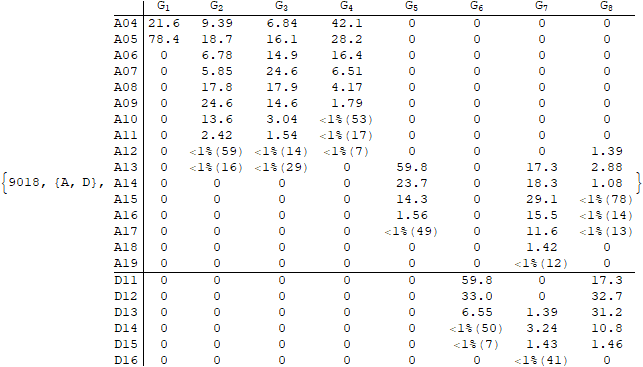 G1 G2 G3 G4 G5 G6 G7 G8
A04 21.6 9.39 6.84 42.1 0 0 0 0
A05 78.4 18.7 16.1 28.2 0 0 0 0
A06 0 6.78 14.9 16.4 0 0 0 0
A07 0 5.85 24.6 6.51 0 0 0 0
A08 0 17.8 17.9 4.17 0 0 0 0
A09 0 24.6 14.6 1.79 0 0 0 0
A10 0 13.6 3.04 <1%(53) 0 0 0 0
A11 0 2.42 1.54 <1%(17) 0 0 0 0
A12 0 <1%(59) <1%(14) <1%(7) 0 0 0 1.39
A13 0 <1%(16) <1%(29) 0 59.8 0 17.3 2.88
{9018, {A, D}, A14 0 0 0 0 23.7 0 18.3 1.08 }
A15 0 0 0 0 14.3 0 29.1 <1%(78)
A16 0 0 0 0 1.56 0 15.5 <1%(14)
A17 0 0 0 0 <1%(49) 0 11.6 <1%(13)
A18 0 0 0 0 0 0 1.42 0
A19 0 0 0 0 0 0 <1%(12) 0
D11 0 0 0 0 0 59.8 0 17.3
D12 0 0 0 0 0 33.0 0 32.7
D13 0 0 0 0 0 6.55 1.39 31.2
D14 0 0 0 0 0 <1%(50) 3.24 10.8
D15 0 0 0 0 0 <1%(7) 1.43 1.46
D16 0 0 0 0 0 0 <1%(41) 0